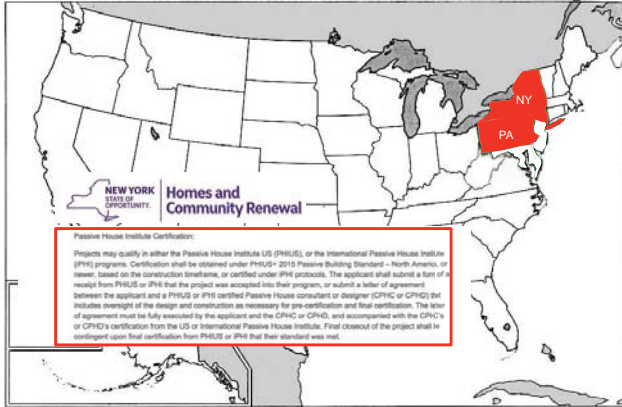 NY
PA
NEW YORK
STATE OF
OPPORTUNITY.
Homes and
Community Renewal
Passive House Institute Certification:
Projects may qualify in either the Passive House Institute US (PHIUS), or the International Passive House Institute
(iPHI) programs. Certification shall be obtained under PHIUS+ 2015 Passive Building Standard – North America, or
newer, based on the construction timeframe, or certified under iPHI protocols. The applicant shall submit a form of a
receipt from PHIUS or iPHI that the project was accepted into their program, or submit a letter of agreement
between the applicant and a PHIUS or iPHI certified Passive House consultant or designer (CPHC or CPHD) that
includes oversight of the design and construction as necessary for pre-certification and final certification. The letter
of agreement must be fully executed by the applicant and the CPHC or CPHD, and accompanied with the CPHC's
or CPHD's certification from the US or International Passive House Institute. Final closeout of the project shall be
contingent upon final certification from PHIUS or iPHI that their standard was met.